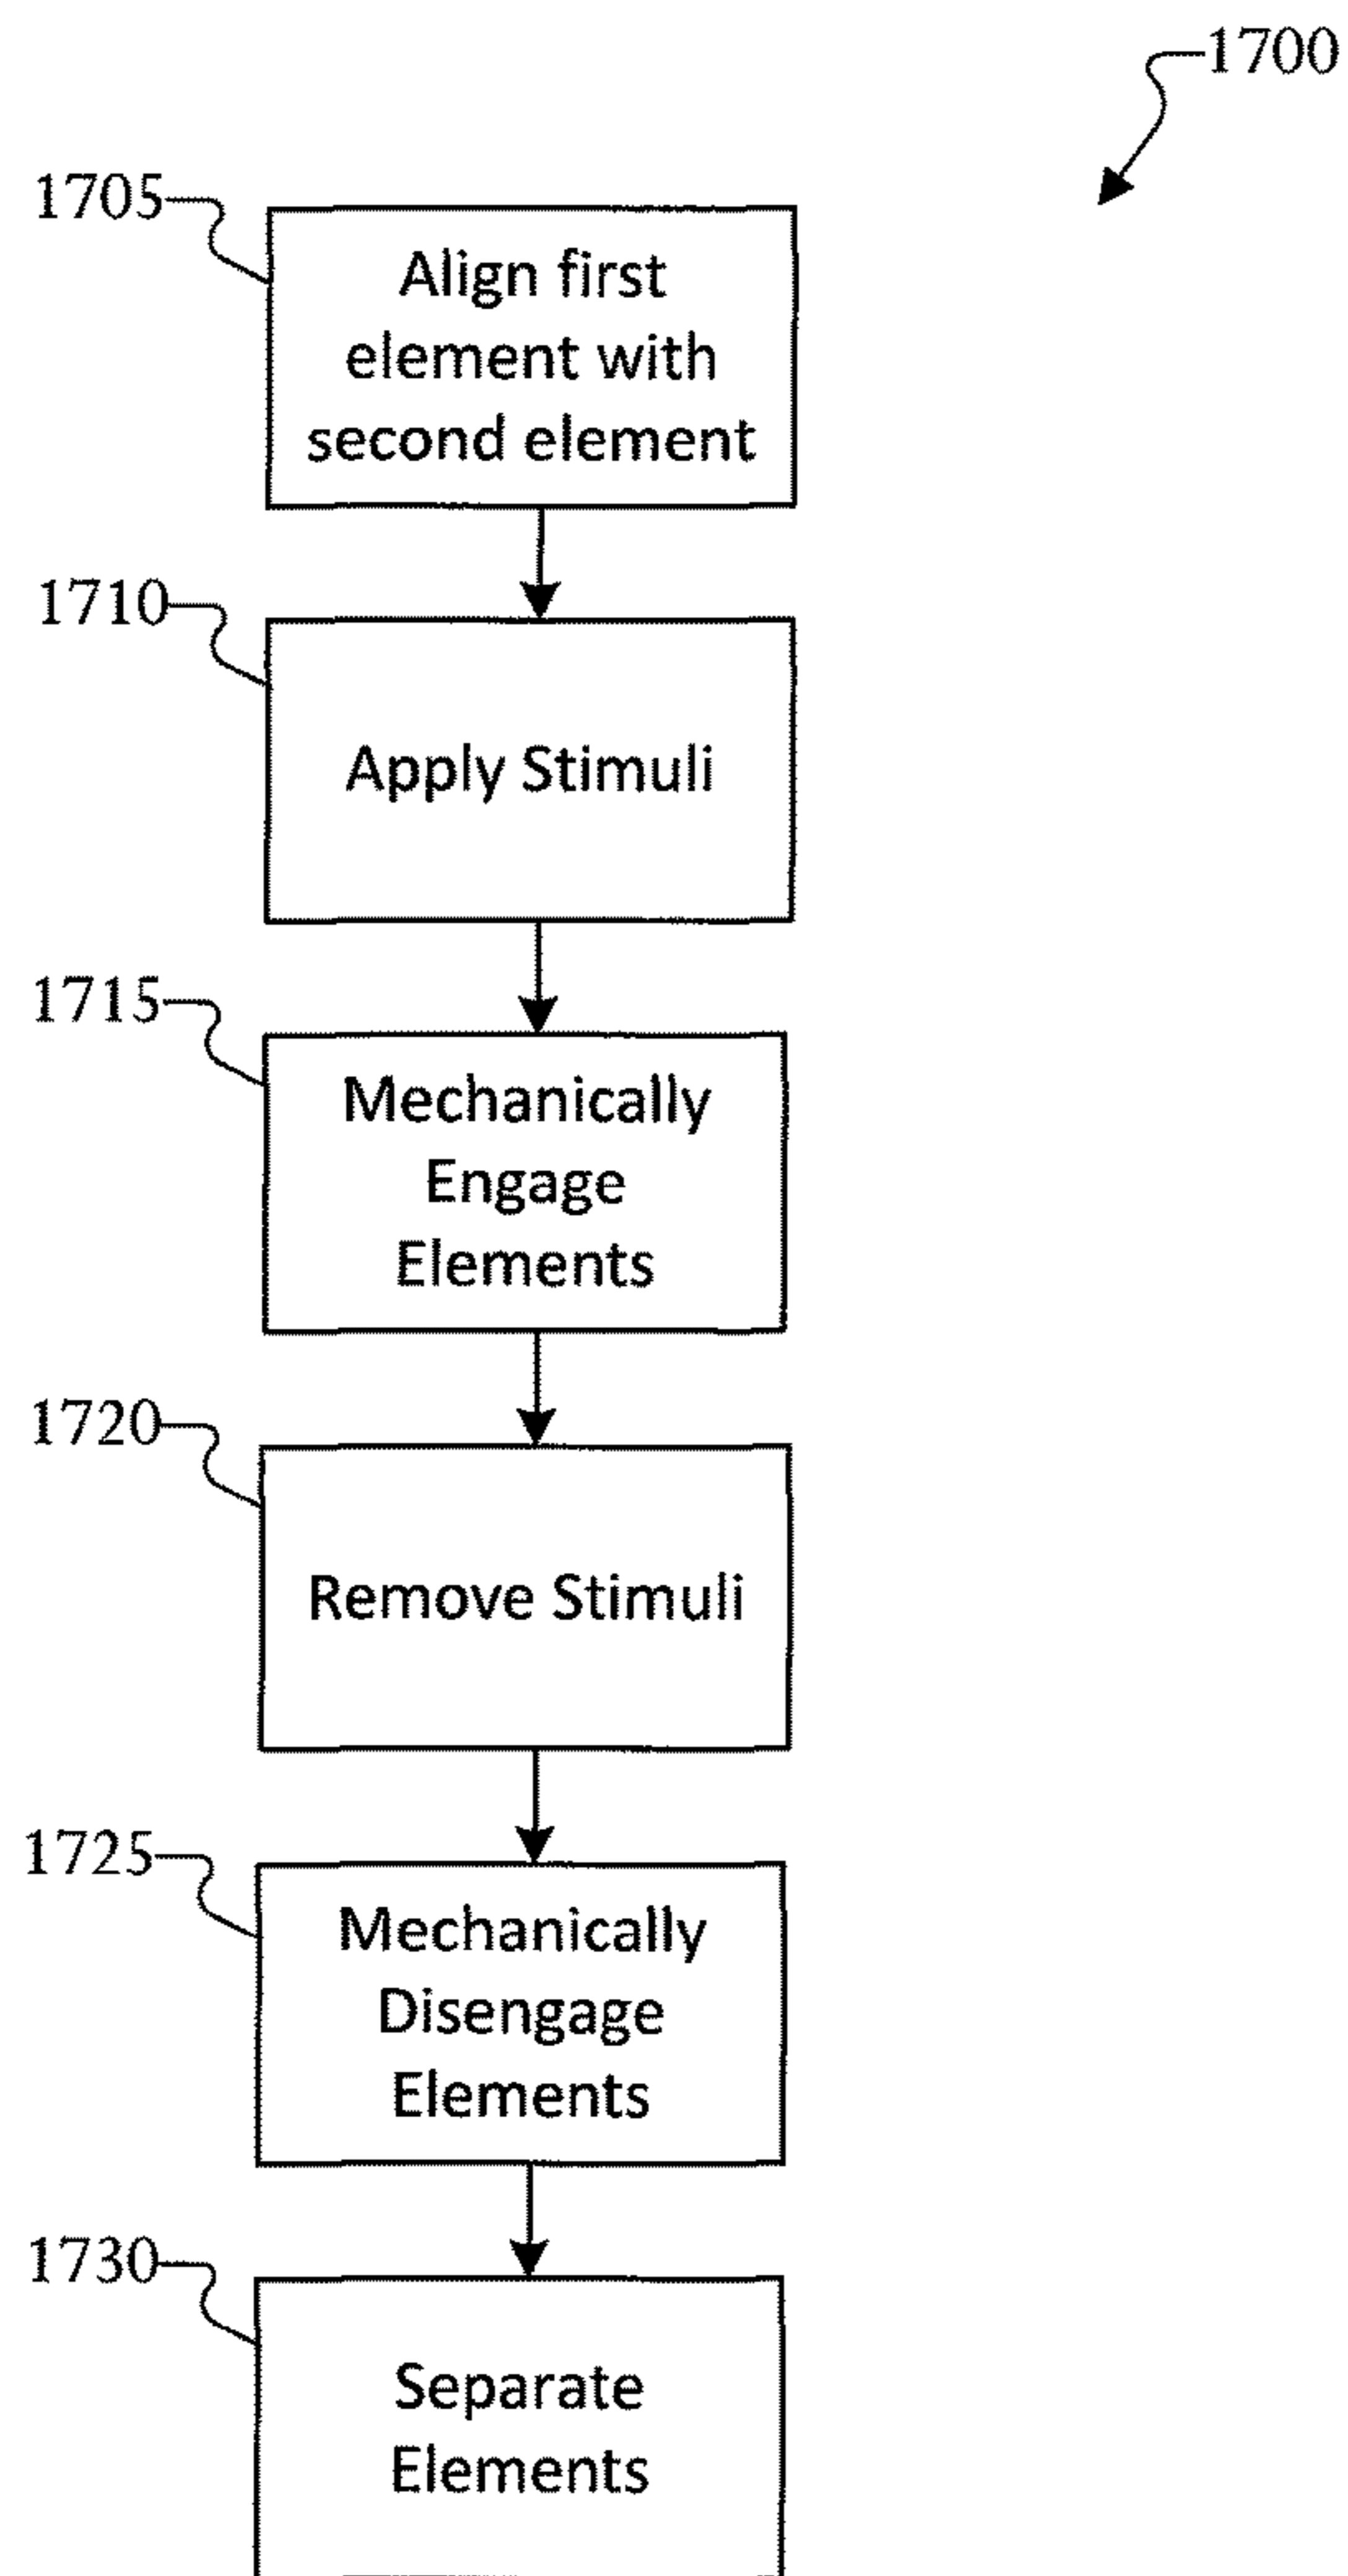 1700
1705
Align first
element with
second element
1710
Apply Stimuli
1715
Mechanically
Engage
Elements
1720
Remove Stimuli
1725
Mechanically
Disengage
Elements
1730
Separate
Elements